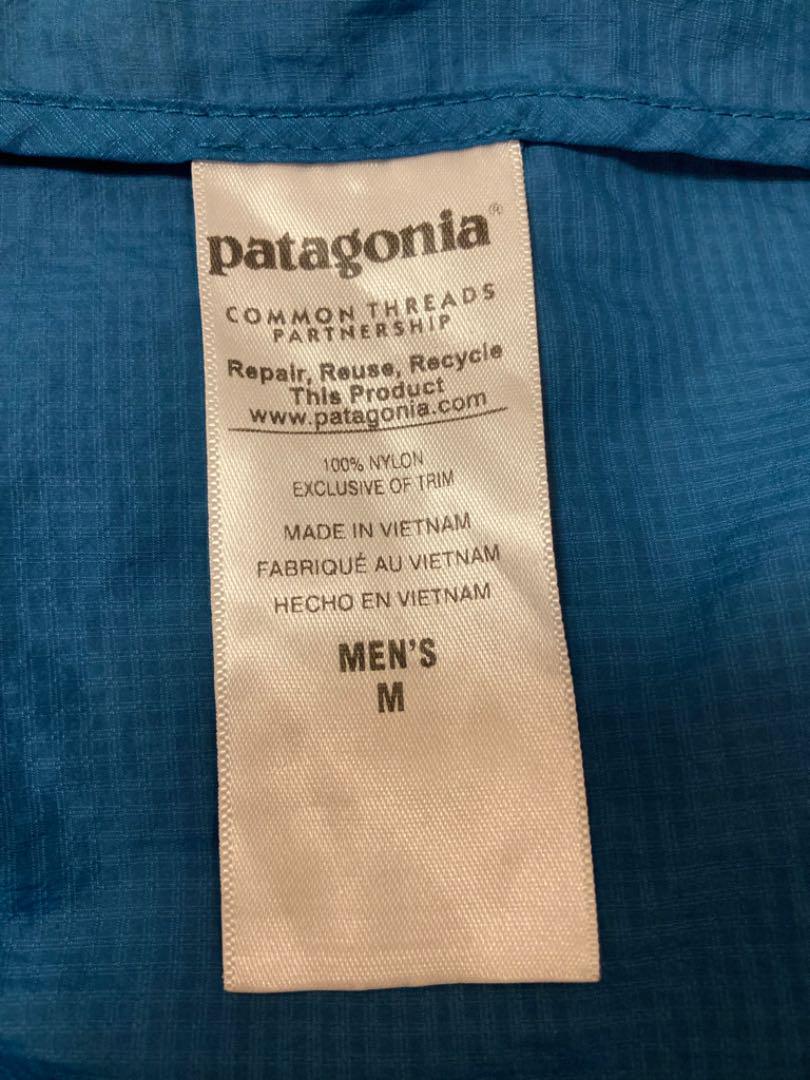 patagonia®
COMMON THREADS
PARTNERSHIP
Repair, Reuse, Recycle
This Product
www.patagonia.com
100% NYLON
EXCLUSIVE OF TRIM
MADE IN VIETNAM
FABRIQUÉ AU VIETNAM
HECHO EN VIETNAM
MEN'S
M